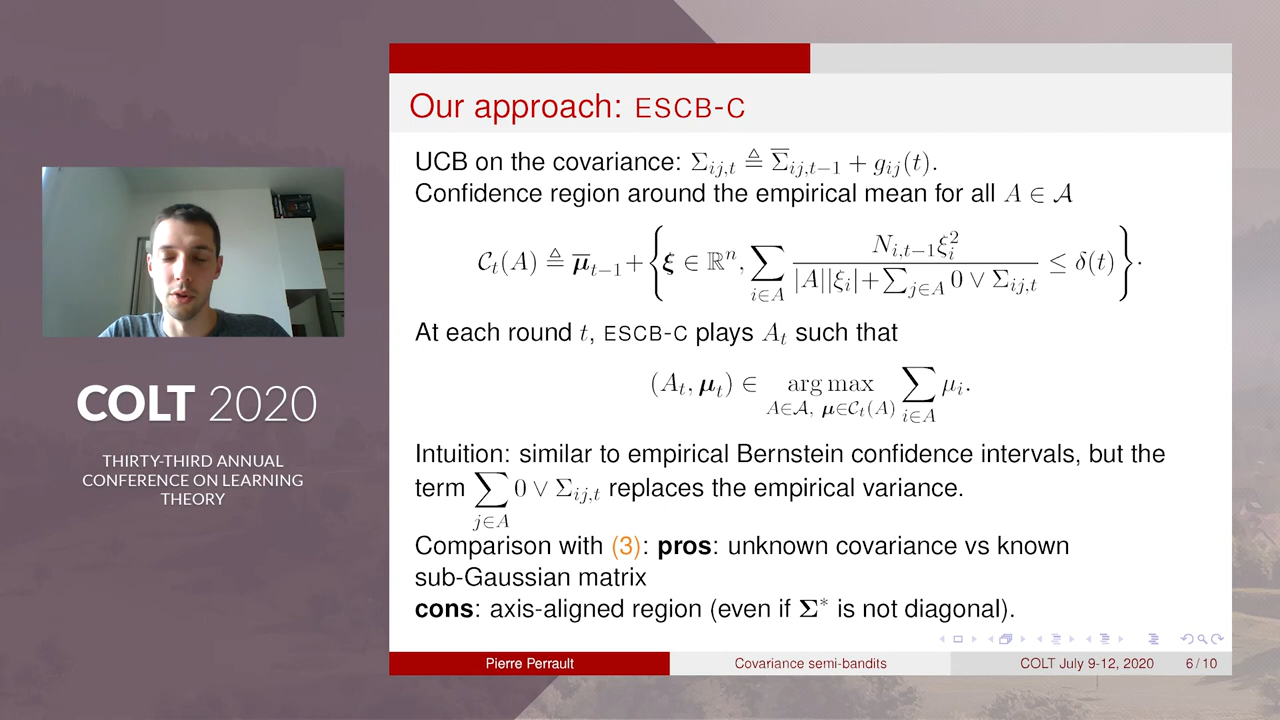 COLT 2020
THIRTY-THIRD ANNUAL
CONFERENCE ON LEARNING
THEORY
Our approach: ESCB-C
UCB on the covariance: Σ_{ij,t} ≜ Σ̅_{ij,t−1} + g_{ij}(t).
Confidence region around the empirical mean for all A ∈ 𝒜
𝒞_t(A) ≜ μ̅_{t−1} + { ξ ∈ ℝ^n, ∑_{i∈A} N_{i,t−1}ξ_i^2 / (|A||ξ_i| + ∑_{j∈A} 0 ∨ Σ_{ij,t}) ≤ δ(t) }.
At each round t, ESCB-C plays A_t such that
(A_t, μ_t) ∈ arg max_{A∈𝒜, μ∈𝒞_t(A)} ∑_{i∈A} μ_i.
Intuition: similar to empirical Bernstein confidence intervals, but the
term ∑_{j∈A} 0 ∨ Σ_{ij,t} replaces the empirical variance.
Comparison with (3): pros: unknown covariance vs known
sub-Gaussian matrix
cons: axis-aligned region (even if Σ* is not diagonal).
Pierre Perrault
Covariance semi-bandits
COLT July 9-12, 2020
6 / 10